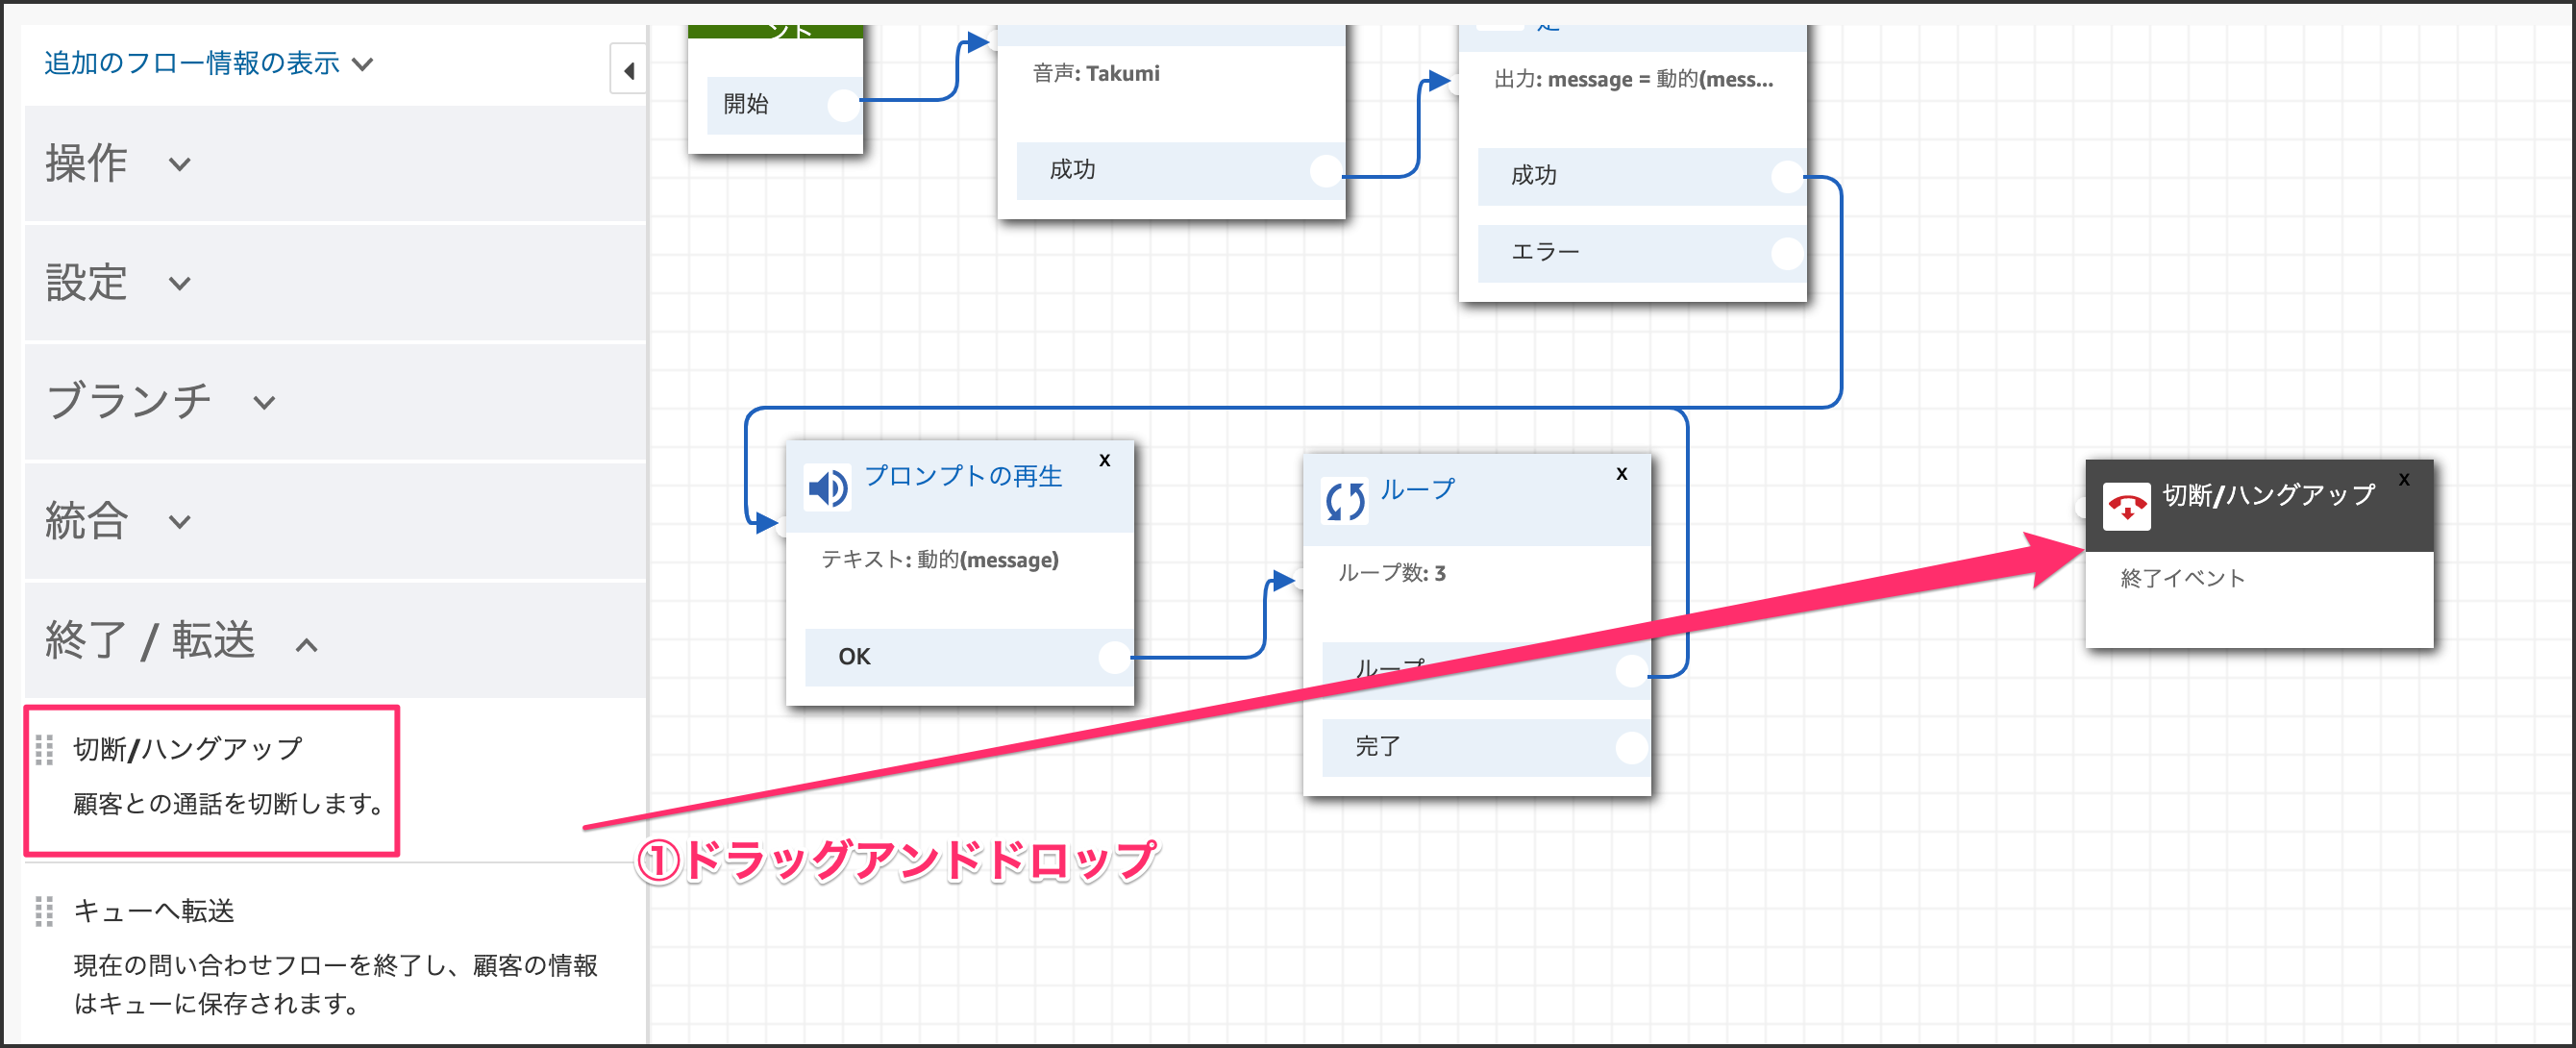 追加のフロー情報の表示
操作
設定
ブランチ
統合
終了 / 転送
切断/ハングアップ
顧客との通話を切断します。
キューへ転送
現在の問い合わせフローを終了し、顧客の情報
はキューに保存されます。
ント
開始
音声: Takumi
成功
定
出力: message = 動的(mess...
成功
エラー
プロンプトの再生
x
テキスト: 動的(message)
OK
ループ
x
ループ数: 3
ループ
完了
切断/ハングアップ
x
終了イベント
①ドラッグアンドドロップ